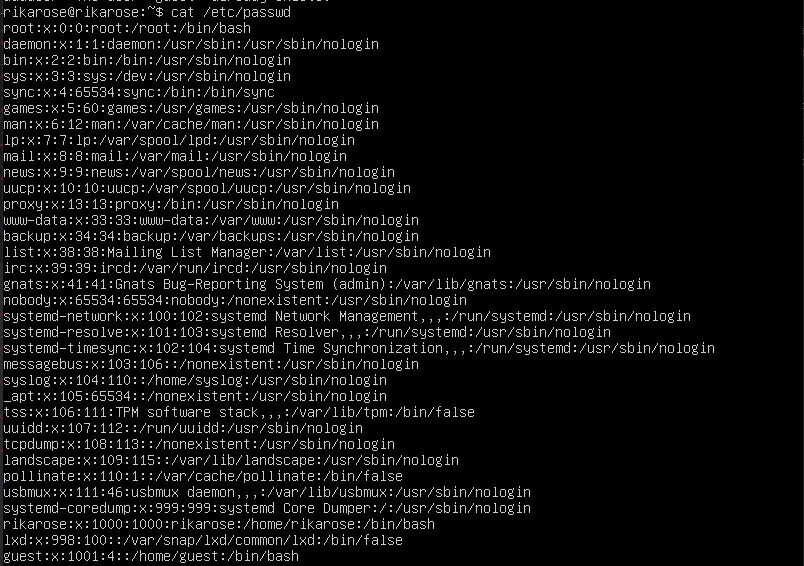 rikarose@rikarose:~$ cat /etc/passwd
root:x:0:0:root:/root:/bin/bash
daemon:x:1:1:daemon:/usr/sbin:/usr/sbin/nologin
bin:x:2:2:bin:/bin:/usr/sbin/nologin
sys:x:3:3:sys:/dev:/usr/sbin/nologin
sync:x:4:65534:sync:/bin:/bin/sync
games:x:5:60:games:/usr/games:/usr/sbin/nologin
man:x:6:12:man:/var/cache/man:/usr/sbin/nologin
lp:x:7:7:lp:/var/spool/lpd:/usr/sbin/nologin
mail:x:8:8:mail:/var/mail:/usr/sbin/nologin
news:x:9:9:news:/var/spool/news:/usr/sbin/nologin
uucp:x:10:10:uucp:/var/spool/uucp:/usr/sbin/nologin
proxy:x:13:13:proxy:/bin:/usr/sbin/nologin
www-data:x:33:33:www-data:/var/www:/usr/sbin/nologin
backup:x:34:34:backup:/var/backups:/usr/sbin/nologin
list:x:38:38:Mailing List Manager:/var/list:/usr/sbin/nologin
irc:x:39:39:ircd:/var/run/ircd:/usr/sbin/nologin
gnats:x:41:41:Gnats Bug-Reporting System (admin):/var/lib/gnats:/usr/sbin/nologin
nobody:x:65534:65534:nobody:/nonexistent:/usr/sbin/nologin
systemd-network:x:100:102:systemd Network Management,,,:/run/systemd:/usr/sbin/nologin
systemd-resolve:x:101:103:systemd Resolver,,,:/run/systemd:/usr/sbin/nologin
systemd-timesync:x:102:104:systemd Time Synchronization,,,:/run/systemd:/usr/sbin/nologin
messagebus:x:103:106::/nonexistent:/usr/sbin/nologin
syslog:x:104:110::/home/syslog:/usr/sbin/nologin
_apt:x:105:65534::/nonexistent:/usr/sbin/nologin
tss:x:106:111:TPM software stack,,,:/var/lib/tpm:/bin/false
uuidd:x:107:112::/run/uuidd:/usr/sbin/nologin
tcpdump:x:108:113::/nonexistent:/usr/sbin/nologin
landscape:x:109:115::/var/lib/landscape:/usr/sbin/nologin
pollinate:x:110:1::/var/cache/pollinate:/bin/false
usbmux:x:111:46:usbmux daemon,,,:/var/lib/usbmux:/usr/sbin/nologin
systemd-coredump:x:999:999:systemd Core Dumper:/:/usr/sbin/nologin
rikarose:x:1000:1000:rikarose:/home/rikarose:/bin/bash
lxd:x:998:100::/var/snap/lxd/common/lxd:/bin/false
guest:x:1001:4::/home/guest:/bin/bash